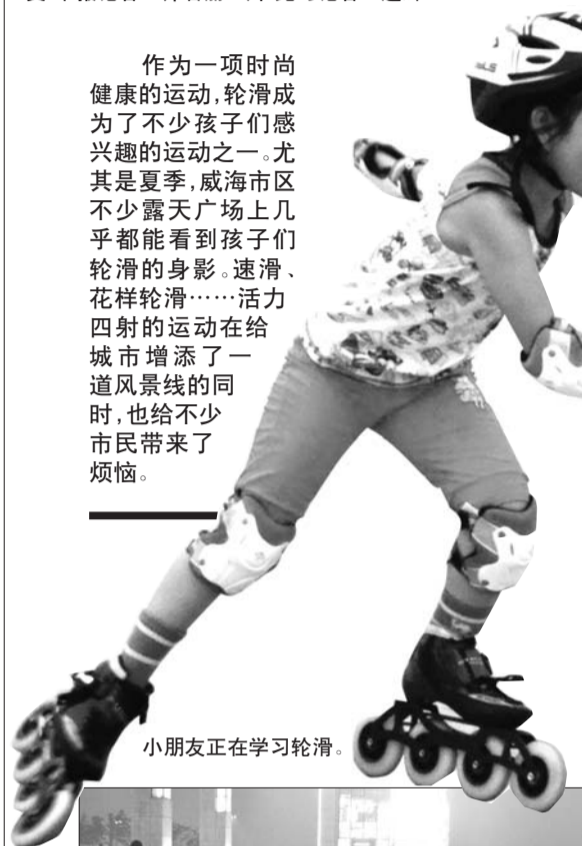 作为一项时尚
健康的运动,轮滑成
为了不少孩子们感
兴趣的运动之一。尤
其是夏季,威海市区
不少露天广场上几
乎都能看到孩子们
轮滑的身影。速滑、
花样轮滑……活力
四射的运动在给
城市增添了一
道风景线的同
时,也给不少
市民带来了
烦恼。
小朋友正在学习轮滑。